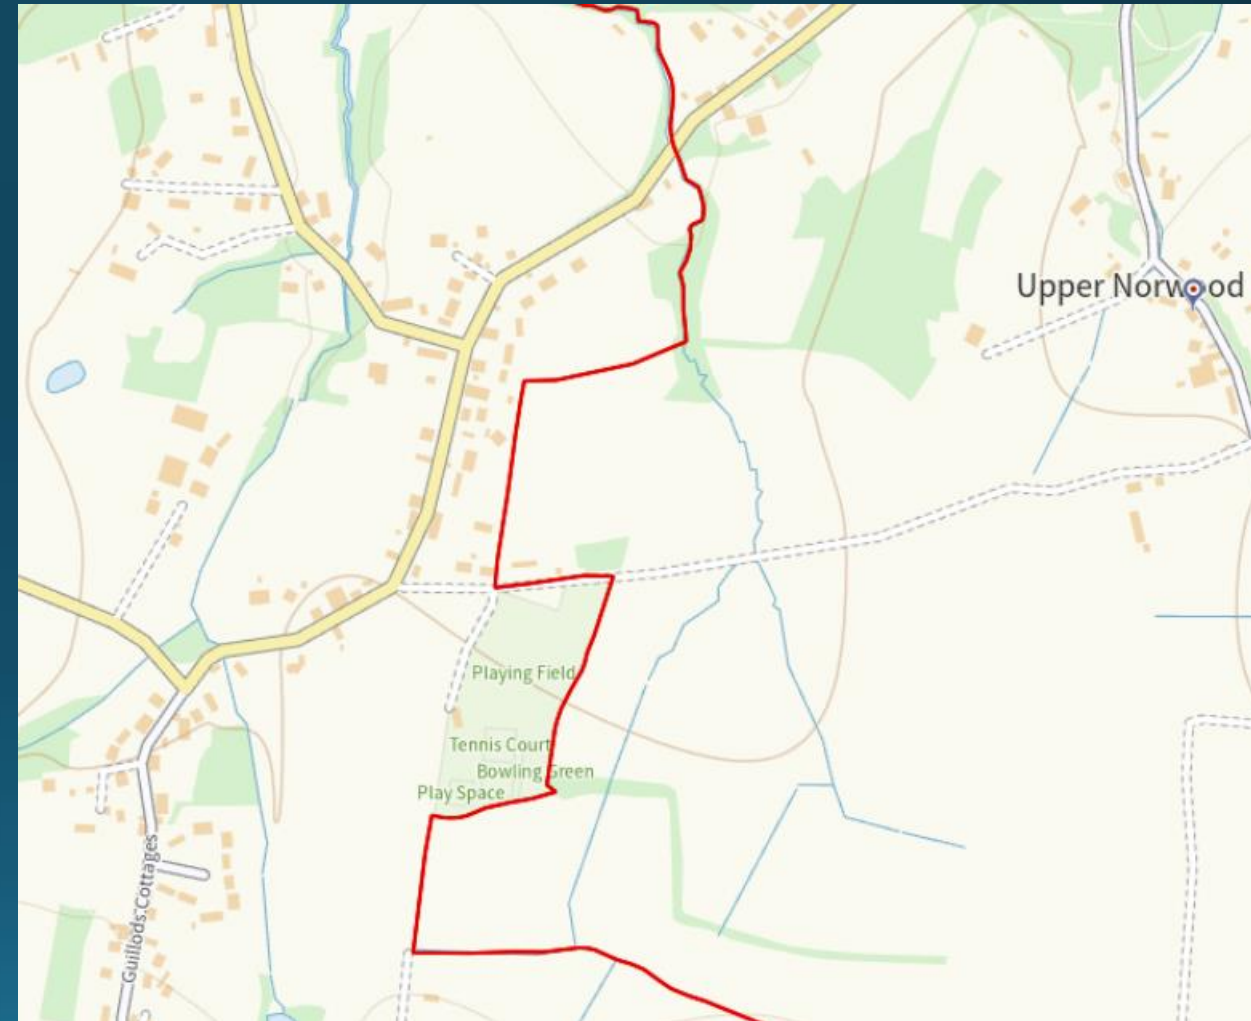 Upper Norwood
Playing Field
Tennis Court
Bowling Green
Play Space
Guillods Cottages